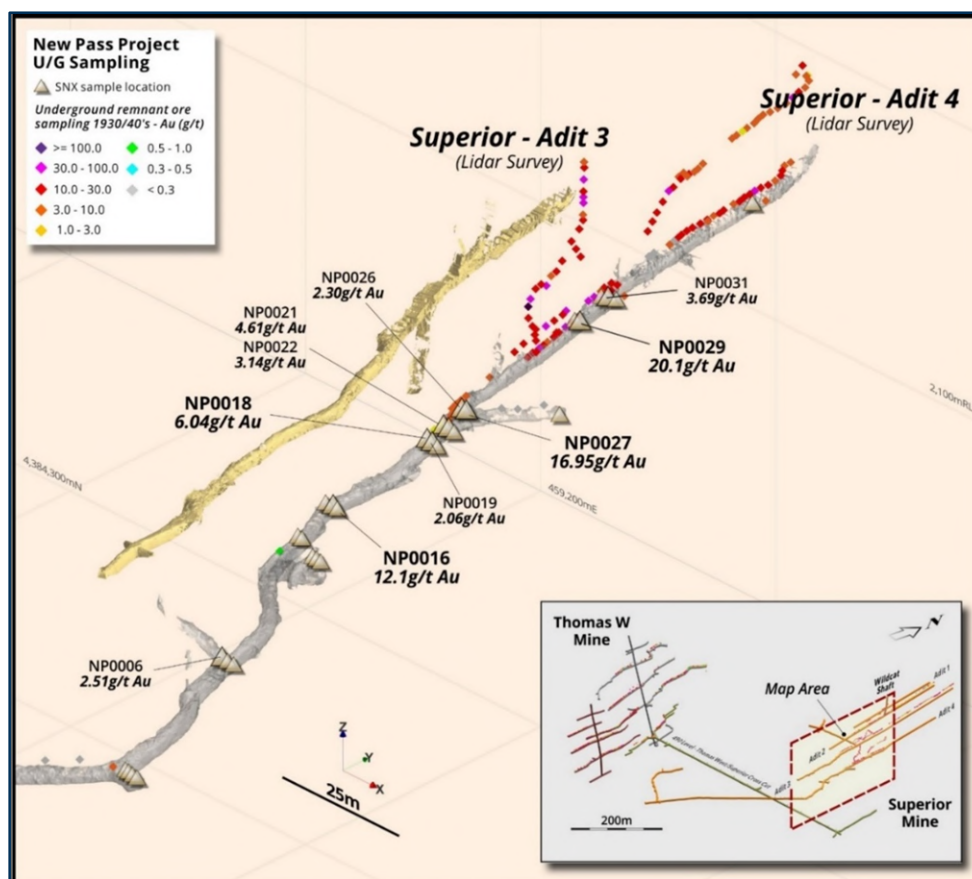 New Pass Project
U/G Sampling
SNX sample location
Underground remnant ore
sampling 1930/40's - Au (g/t)
>= 100.0
0.5 - 1.0
30.0 - 100.0
0.3 - 0.5
10.0 - 30.0
< 0.3
3.0 - 10.0
1.0 - 3.0
Superior - Adit 4
(Lidar Survey)
Superior - Adit 3
(Lidar Survey)
NP0026
2.30g/t Au
NP0031
3.69g/t Au
NP0021
4.61g/t Au
NP0022
3.14g/t Au
NP0029
20.1g/t Au
2,100mRL
NP0018
6.04g/t Au
NP0027
16.95g/t Au
4,384,300mN
459,200mE
NP0019
2.06g/t Au
NP0016
12.1g/t Au
NP0006
2.51g/t Au
Z
Y
X
25m
Thomas W
Mine
N
Map Area
Wildcat
Shaft
Adit 1
Adit 4
Adit 2
Adit 3
Superior
Mine
200m